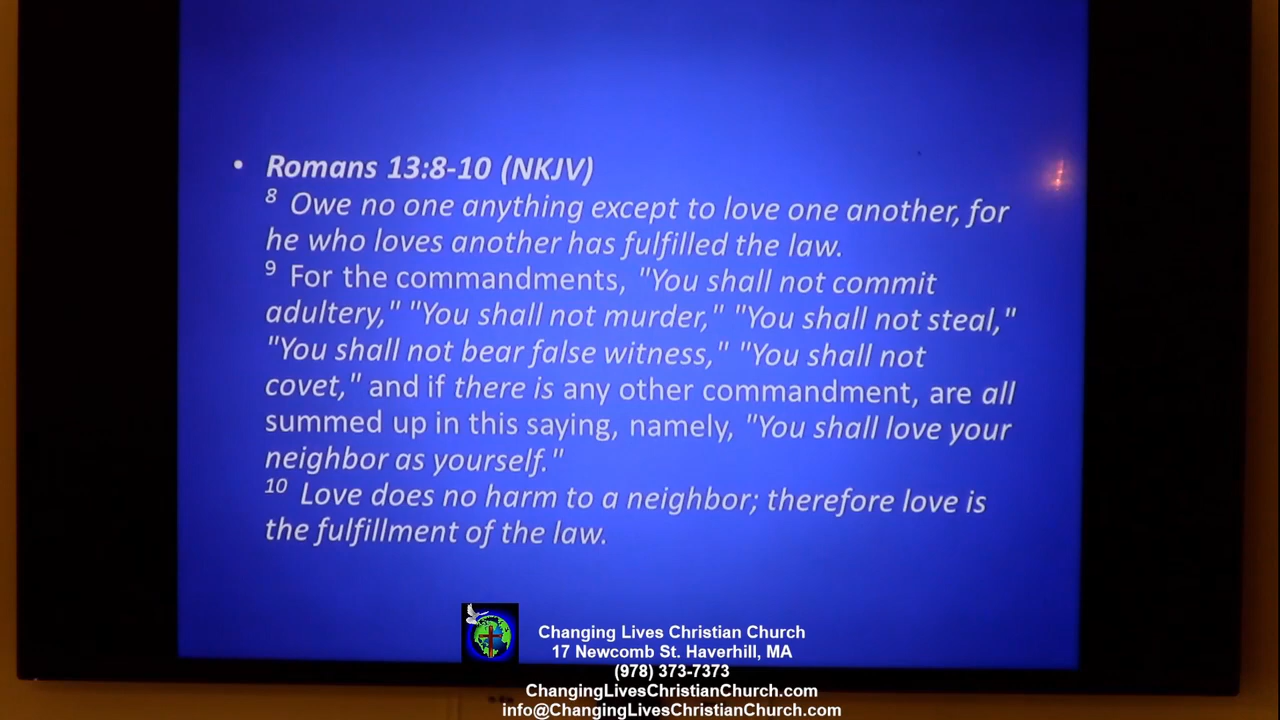 • Romans 13:8-10 (NKJV)
8 Owe no one anything except to love one another, for
he who loves another has fulfilled the law.
9 For the commandments, "You shall not commit
adultery," "You shall not murder," "You shall not steal,"
"You shall not bear false witness," "You shall not
covet," and if there is any other commandment, are all
summed up in this saying, namely, "You shall love your
neighbor as yourself."
10 Love does no harm to a neighbor; therefore love is
the fulfillment of the law.
Changing Lives Christian Church
17 Newcomb St. Haverhill, MA
(978) 373-7373
ChangingLivesChristianChurch.com
info@ChangingLivesChristianChurch.com